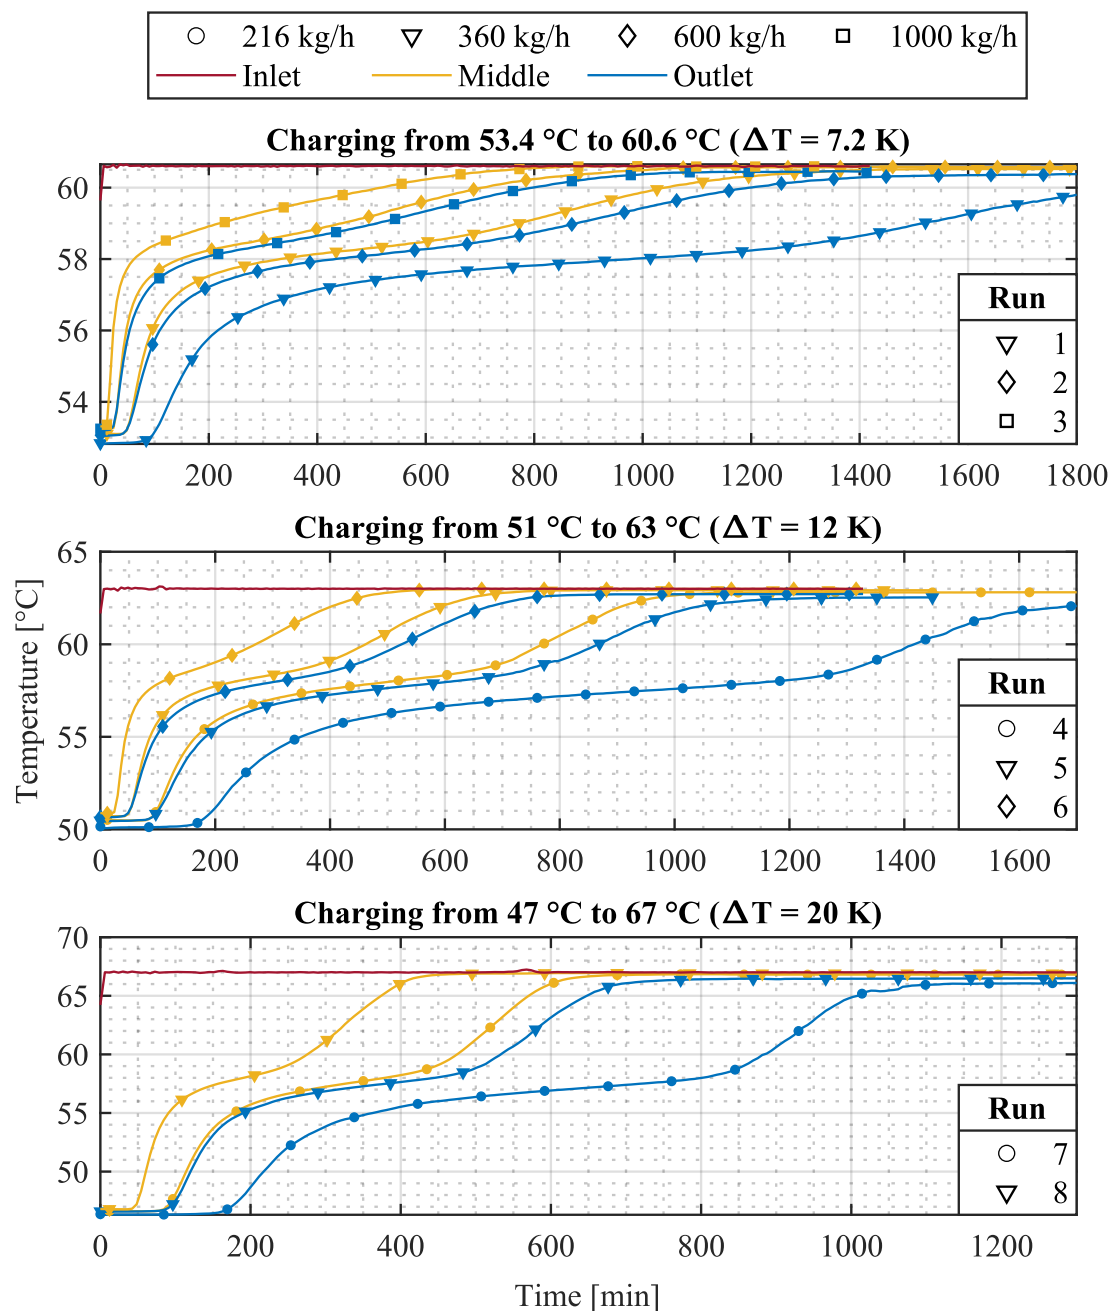 216 kg/h 360 kg/h 600 kg/h 1000 kg/h
Inlet Middle Outlet
Charging from 53.4 °C to 60.6 °C (ΔT = 7.2 K)
60
58
56
54
Run
1
2
3
0 200 400 600 800 1000 1200 1400 1600 1800
Charging from 51 °C to 63 °C (ΔT = 12 K)
65
60
55
50
Temperature [°C]
Run
4
5
6
0 200 400 600 800 1000 1200 1400 1600
Charging from 47 °C to 67 °C (ΔT = 20 K)
70
65
60
55
50
Run
7
8
0 200 400 600 800 1000 1200
Time [min]